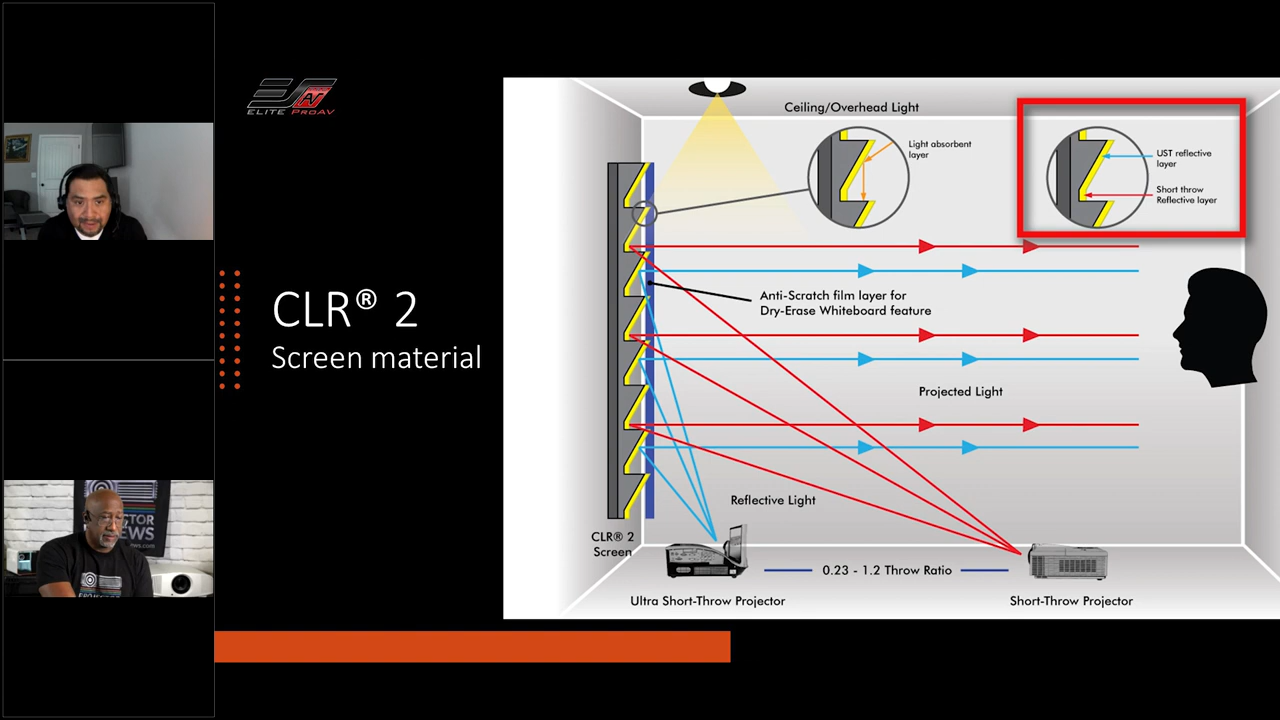 ELITE PROAV
CLR® 2
Screen material
Ceiling/Overhead Light
Light absorbent
layer
UST reflective
layer
Short throw
Reflective layer
Anti-Scratch film layer for
Dry-Erase Whiteboard feature
Projected Light
Reflective Light
CLR® 2
Screen
0.23 - 1.2 Throw Ratio
Ultra Short-Throw Projector
Short-Throw Projector